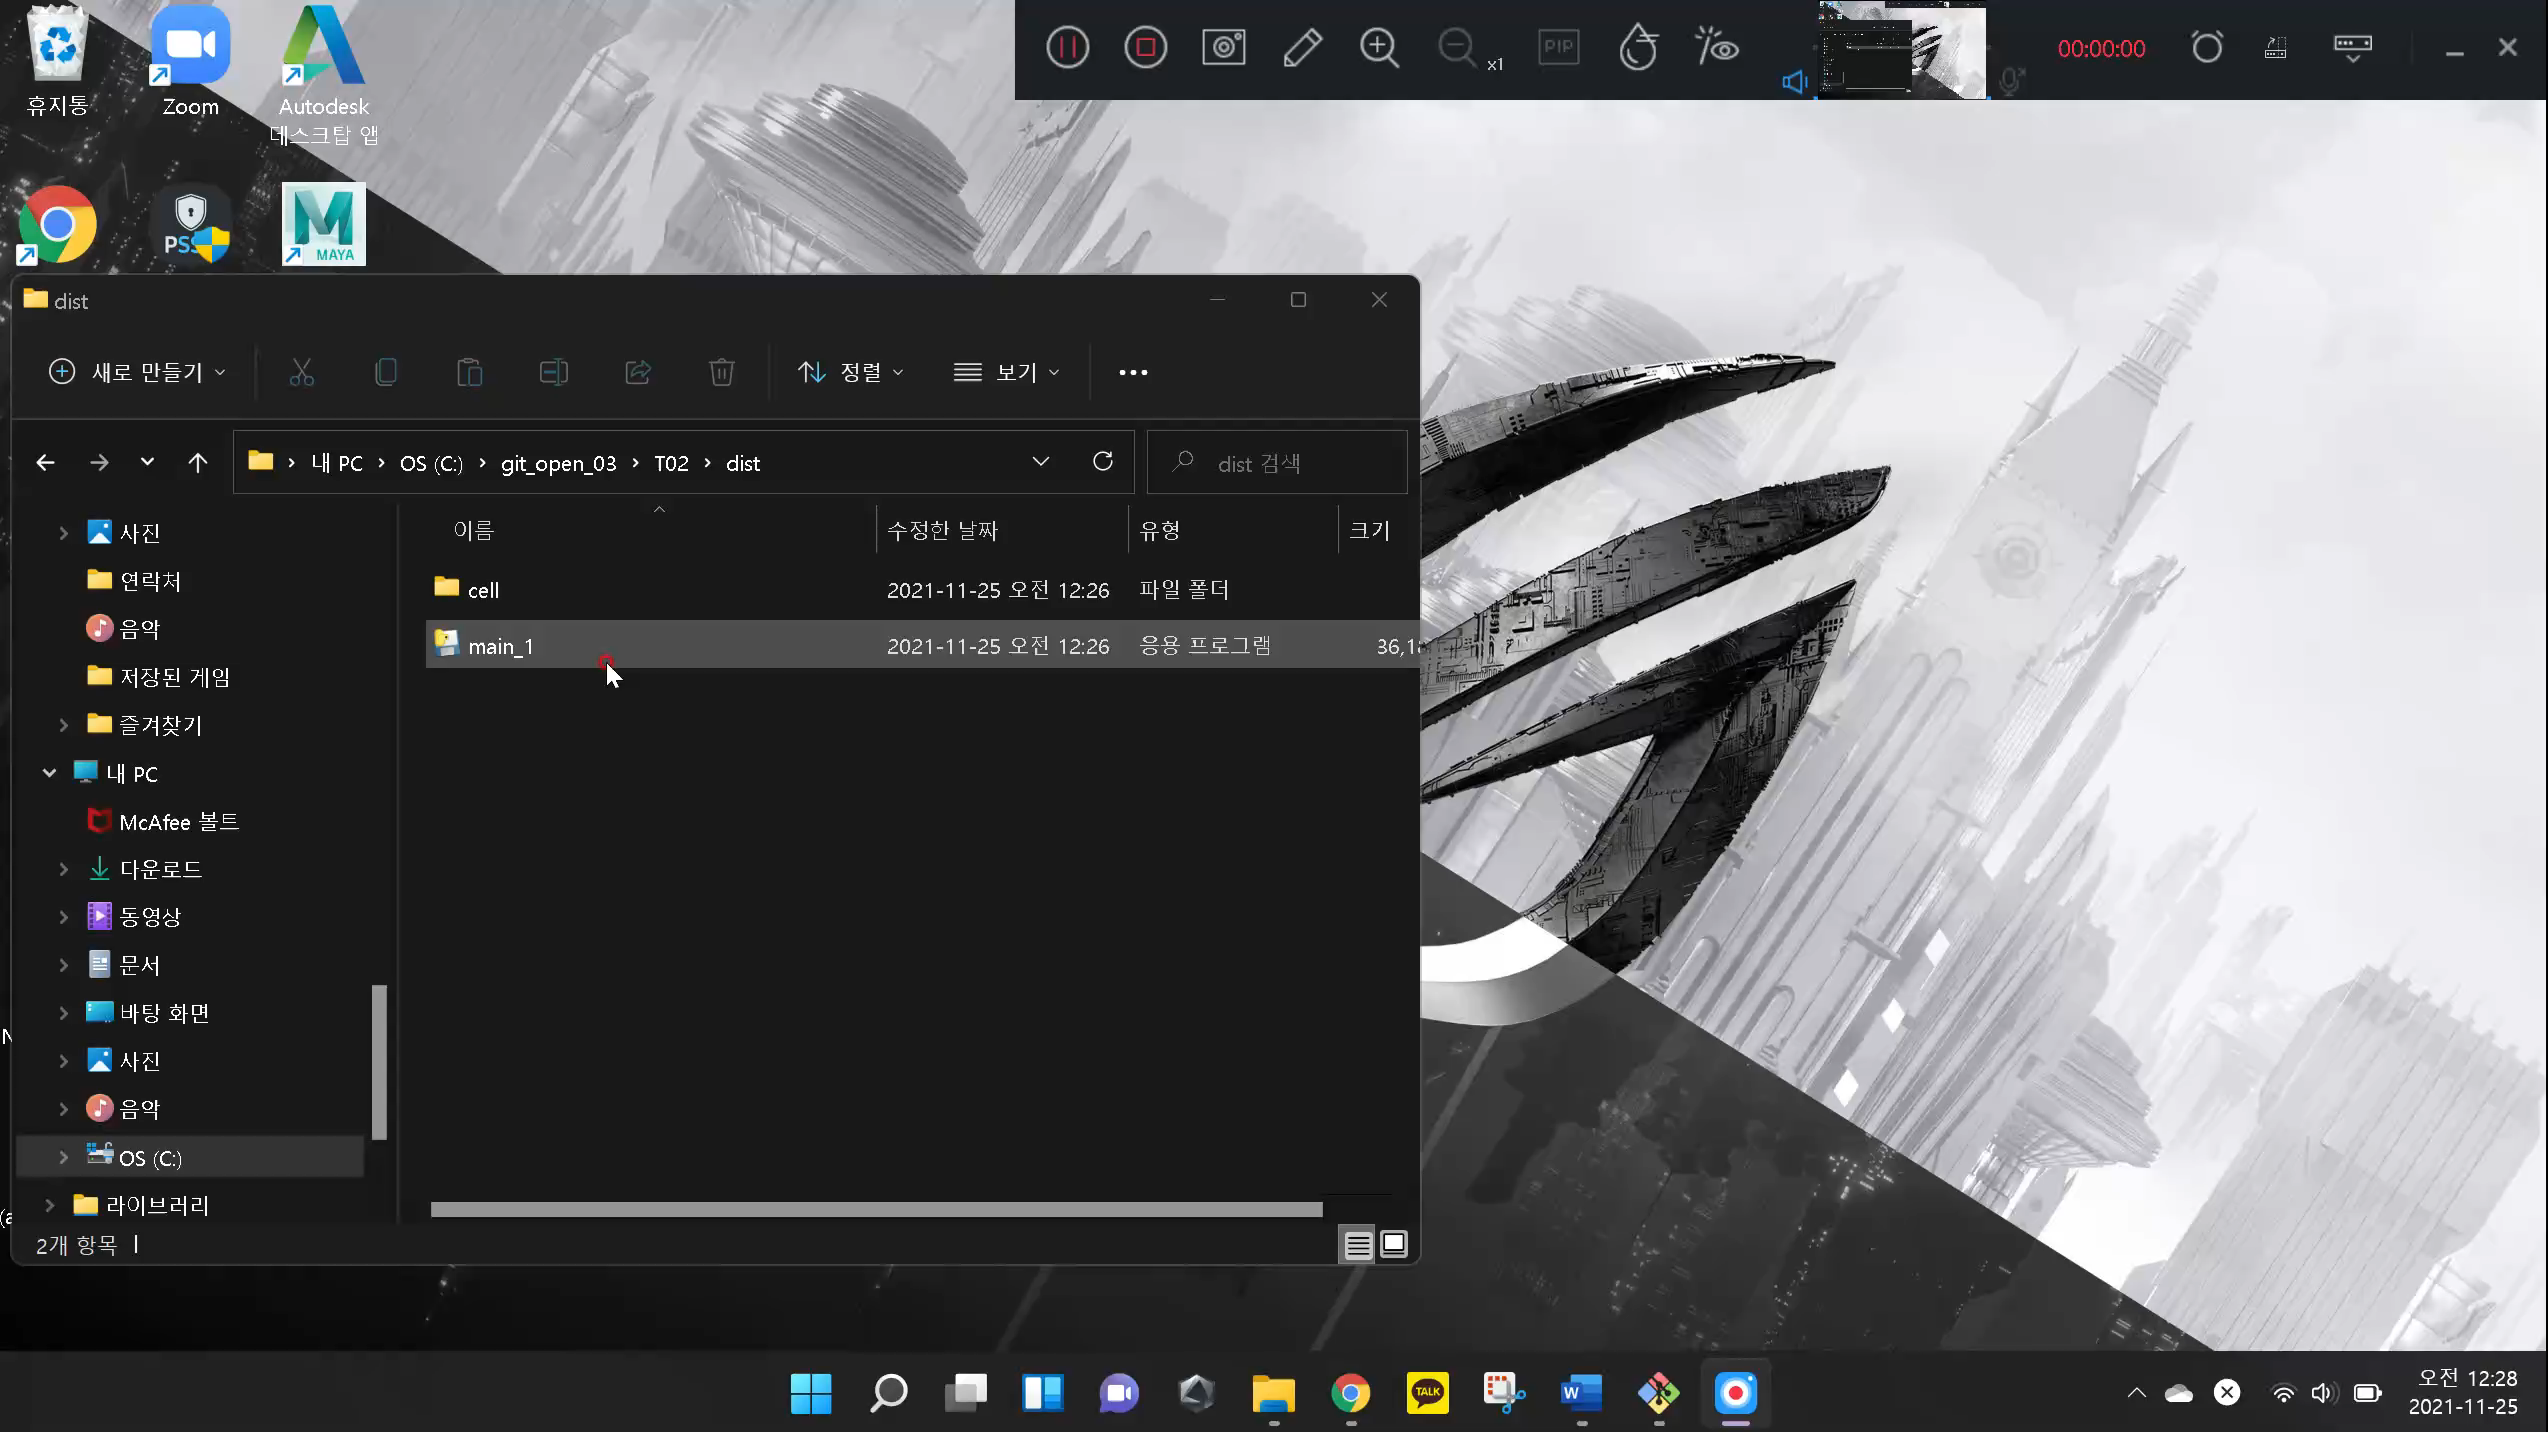 휴지통
Zoom
Autodesk
데스크탑 앱
PSS
MAYA
x1
PIP
00:00:00
dist
새로 만들기
정렬
보기
내 PC
OS (C:)
git_open_03
T02
dist
dist 검색
이름
수정한 날짜
유형
크기
cell
2021-11-25 오전 12:26
파일 폴더
main_1
2021-11-25 오전 12:26
응용 프로그램
사진
연락처
음악
저장된 게임
즐겨찾기
내 PC
McAfee 볼트
다운로드
동영상
문서
바탕 화면
사진
음악
OS (C:)
라이브러리
2개 항목
TALK
W
오전 12:28
2021-11-25